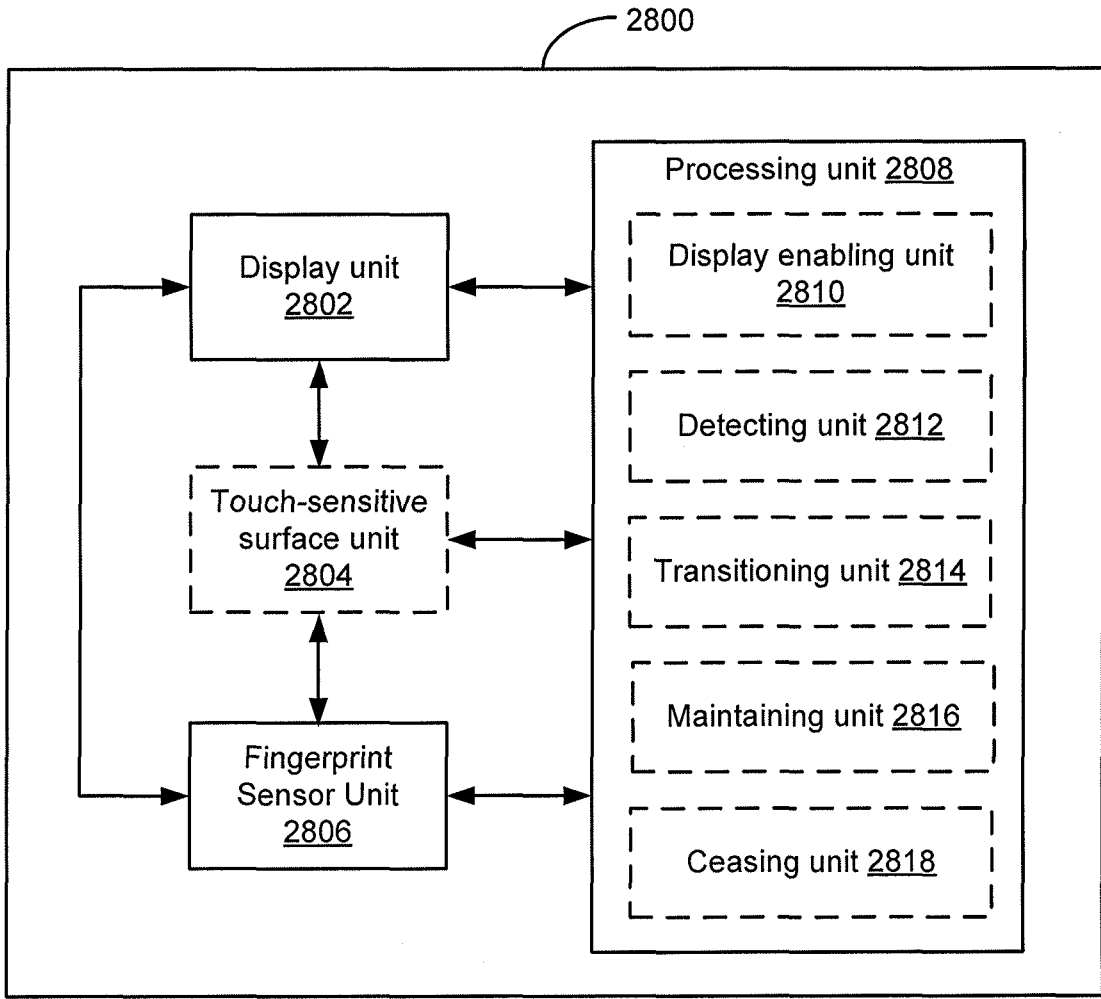 2800
Processing unit 2808
Display unit
2802
Display enabling unit
2810
Detecting unit 2812
Touch-sensitive
surface unit
2804
Transitioning unit 2814
Maintaining unit 2816
Fingerprint
Sensor Unit
2806
Ceasing unit 2818